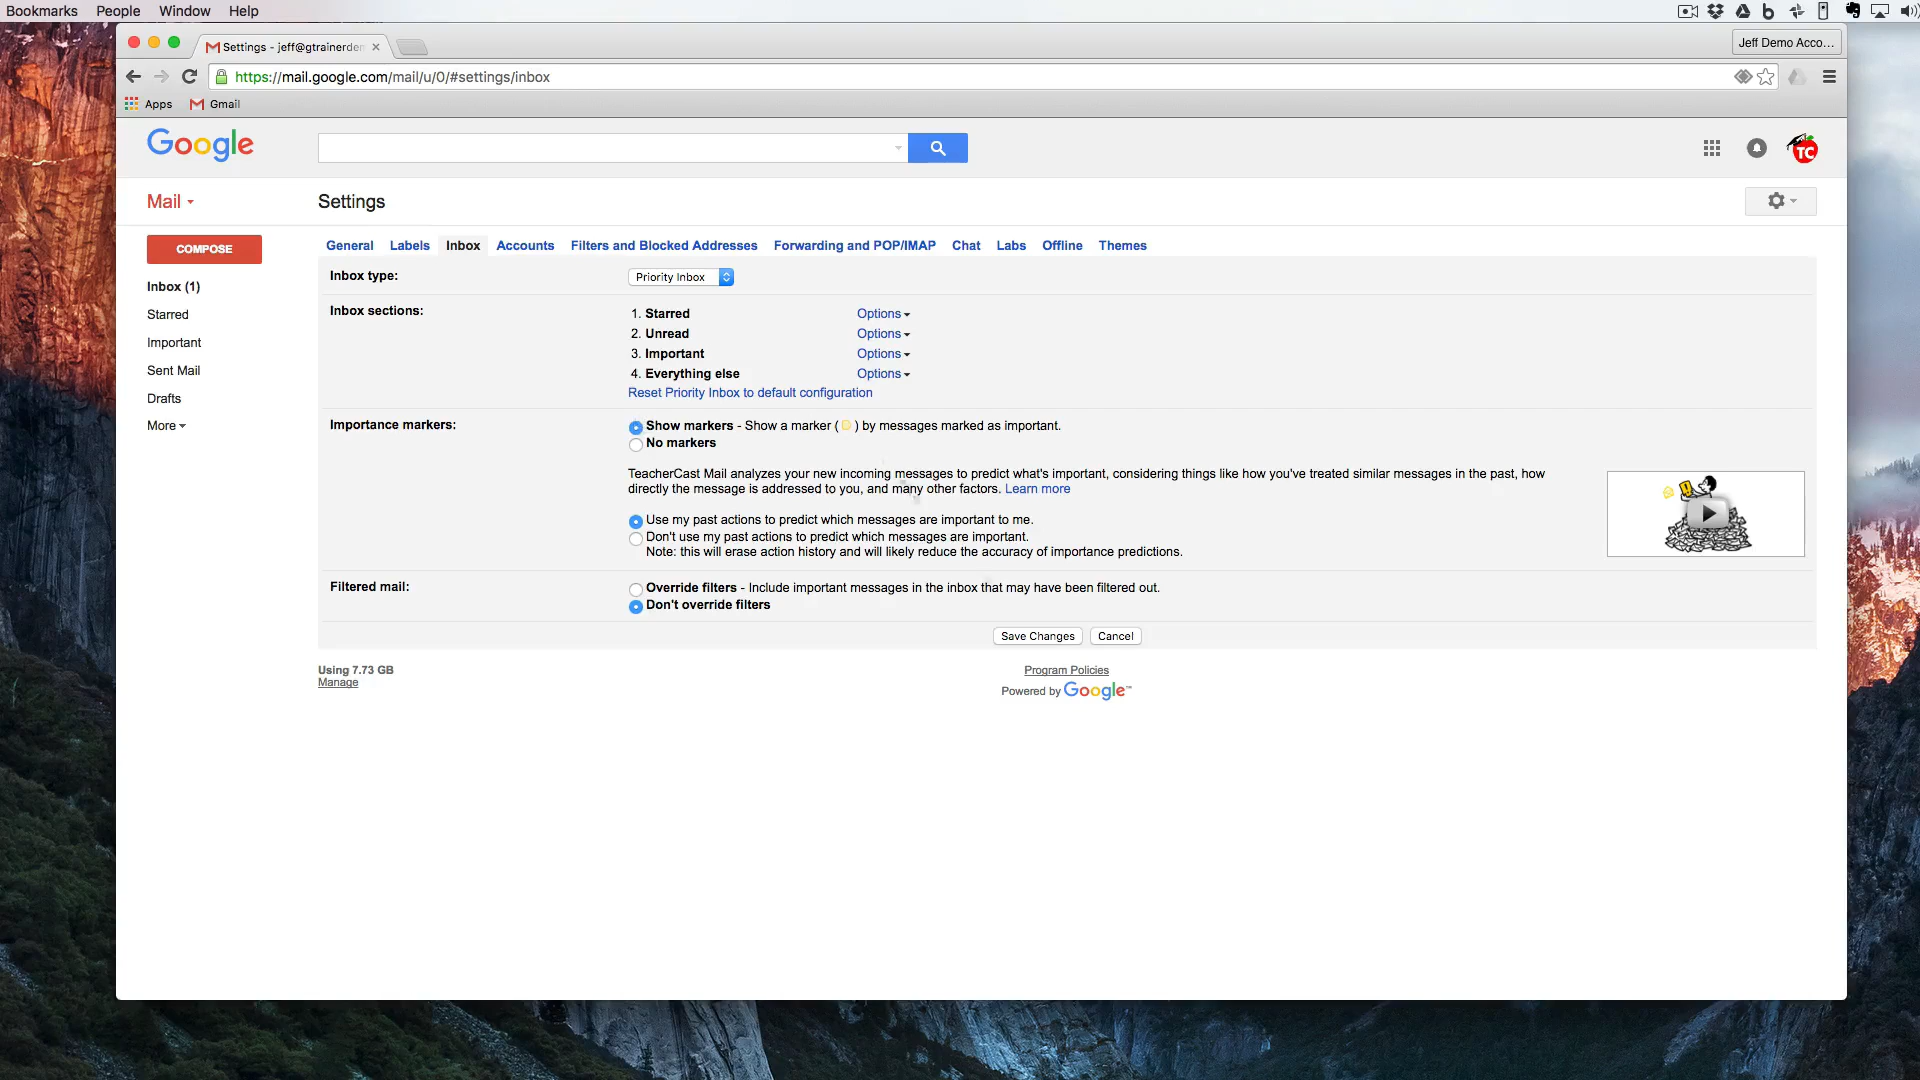 Bookmarks People Window Help
Settings - jeff@gtrainerde
Jeff Demo Acco...
https://mail.google.com/mail/u/0/#settings/inbox
Apps Gmail
Google
Mail
Settings
COMPOSE
General Labels Inbox Accounts Filters and Blocked Addresses Forwarding and POP/IMAP Chat Labs Offline Themes
Inbox (1)
Starred
Important
Sent Mail
Drafts
More
Inbox type: Priority Inbox
Inbox sections: 1. Starred Options
2. Unread Options
3. Important Options
4. Everything else Options
Reset Priority Inbox to default configuration
Importance markers: Show markers - Show a marker ( ) by messages marked as important.
No markers
TeacherCast Mail analyzes your new incoming messages to predict what's important, considering things like how you've treated similar messages in the past, how
directly the message is addressed to you, and many other factors. Learn more
Use my past actions to predict which messages are important to me.
Don't use my past actions to predict which messages are important.
Note: this will erase action history and will likely reduce the accuracy of importance predictions.
Filtered mail: Override filters - Include important messages in the inbox that may have been filtered out.
Don't override filters
Save Changes Cancel
Using 7.73 GB
Manage
Program Policies
Powered by Google™
TC